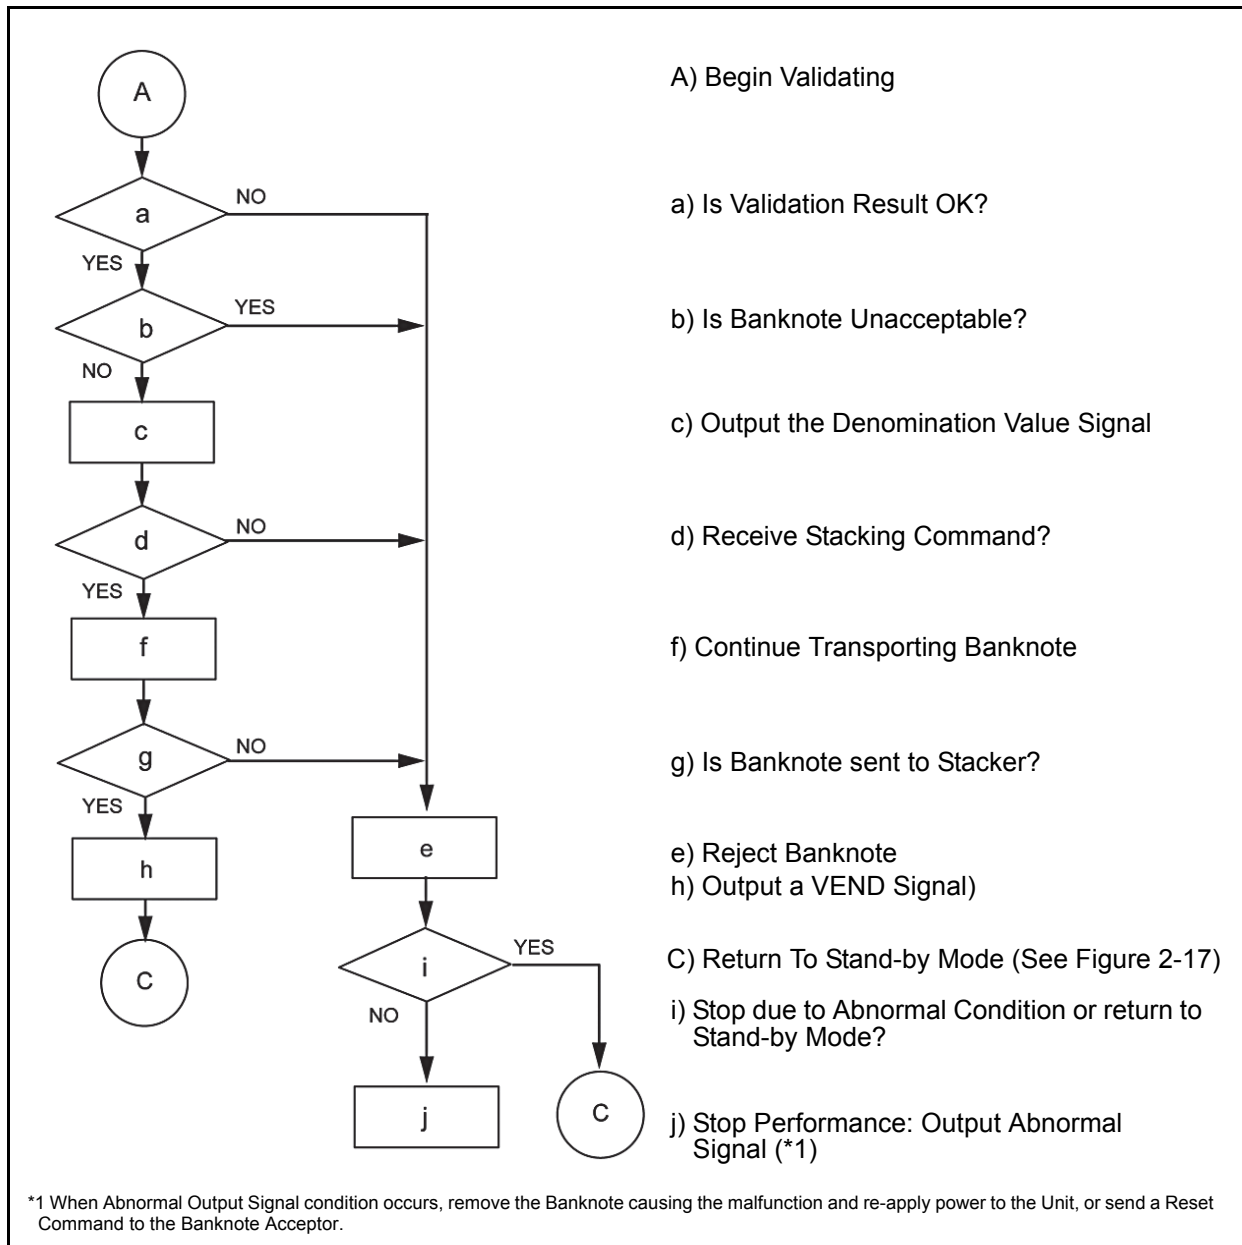 A
A) Begin Validating
NO
a
a) Is Validation Result OK?
YES
YES
b
b) Is Banknote Unacceptable?
NO
c
c) Output the Denomination Value Signal
NO
d
d) Receive Stacking Command?
YES
f
f) Continue Transporting Banknote
NO
g
g) Is Banknote sent to Stacker?
YES
e
e) Reject Banknote
h
h) Output a VEND Signal)
YES
i
C
C) Return To Stand-by Mode (See Figure 2-17)
NO
i) Stop due to Abnormal Condition or return to
Stand-by Mode?
j
C
j) Stop Performance: Output Abnormal
Signal (*1)
*1 When Abnormal Output Signal condition occurs, remove the Banknote causing the malfunction and re-apply power to the Unit, or send a Reset
Command to the Banknote Acceptor.